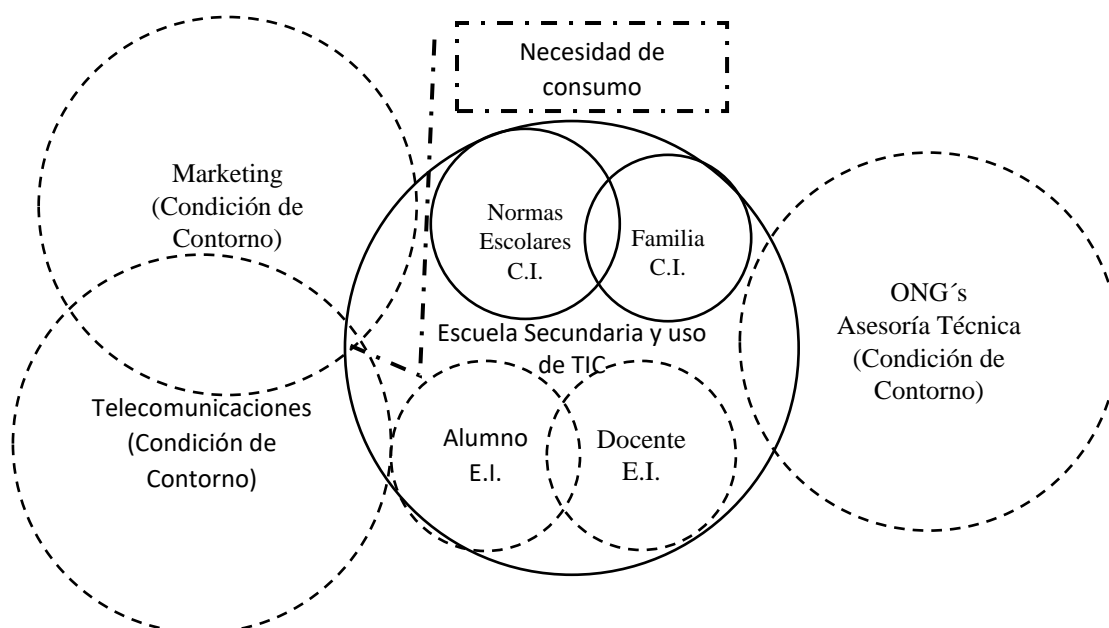 Necesidad de
consumo
Marketing
(Condición de
Contorno)
Normas
Escolares
C.I.
Familia
C.I.
ONG´s
Asesoría Técnica
(Condición de
Contorno)
Escuela Secundaria y uso
de TIC
Telecomunicaciones
(Condición de
Contorno)
Alumno
E.I.
Docente
E.I.